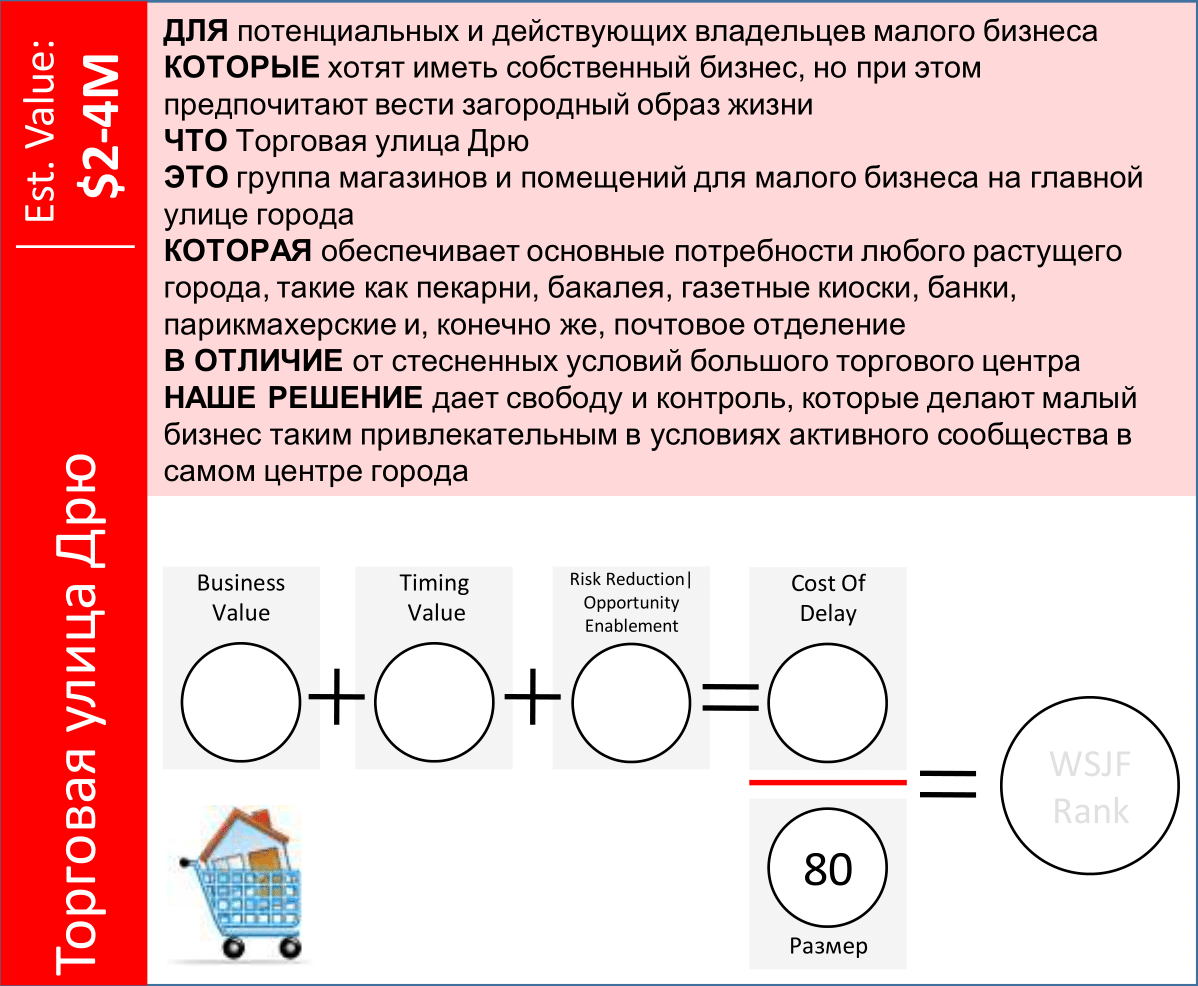 Est. Value:
$2-4M
Торговая улица Дрю
ДЛЯ потенциальных и действующих владельцев малого бизнеса
КОТОРЫЕ хотят иметь собственный бизнес, но при этом
предпочитают вести загородный образ жизни
ЧТО Торговая улица Дрю
ЭТО группа магазинов и помещений для малого бизнеса на главной
улице города
КОТОРАЯ обеспечивает основные потребности любого растущего
города, такие как пекарни, бакалея, газетные киоски, банки,
парикмахерские и, конечно же, почтовое отделение
В ОТЛИЧИЕ от стесненных условий большого торгового центра
НАШЕ РЕШЕНИЕ дает свободу и контроль, которые делают малый
бизнес таким привлекательным в условиях активного сообщества в
самом центре города
Business
Value
+
Timing
Value
+
Risk Reduction|
Opportunity
Enablement
=
Cost Of
Delay
80
Размер
=
WSJF
Rank